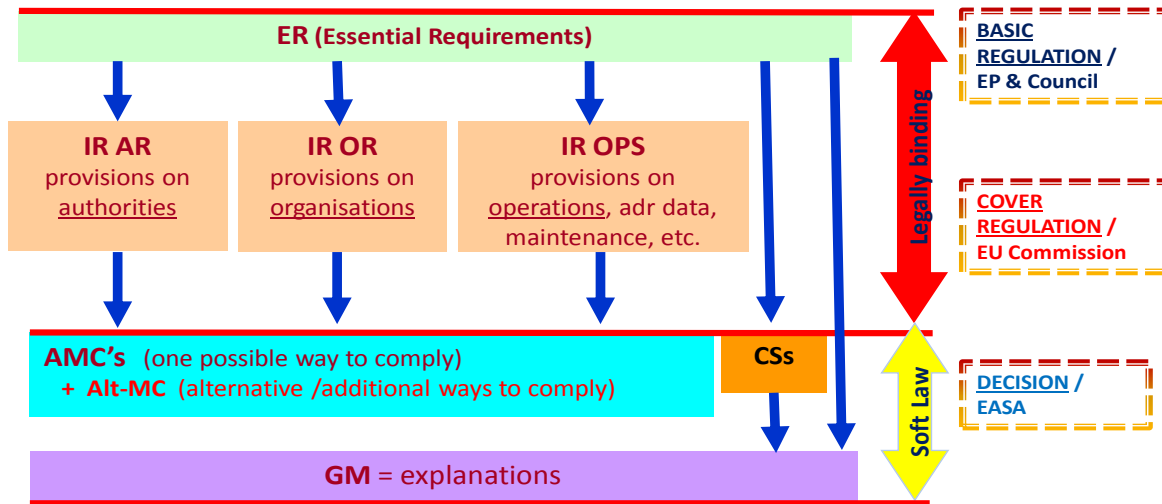 ER (Essential Requirements)
BASIC
REGULATION /
EP & Council
Legally binding
IR AR
provisions on
authorities
IR OR
provisions on
organisations
IR OPS
provisions on
operations, adr data,
maintenance, etc.
COVER
REGULATION /
EU Commission
AMC's (one possible way to comply)
+ Alt-MC (alternative /additional ways to comply)
CSs
Soft Law
DECISION /
EASA
GM = explanations